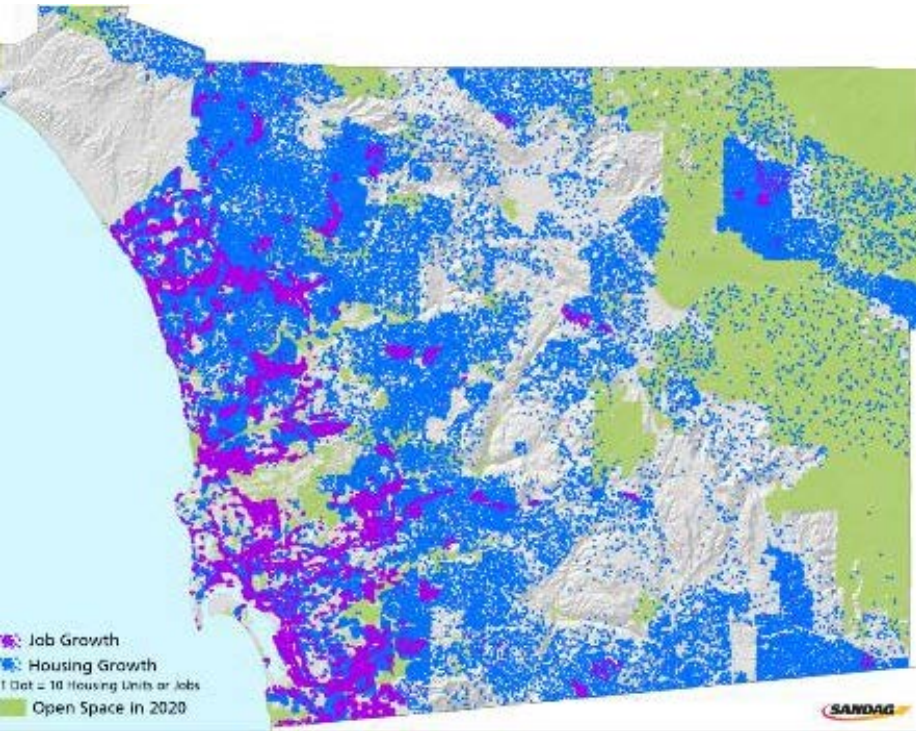 Job Growth
Housing Growth
1 Dot = 10 Housing Units or Jobs
Open Space in 2020
SANDAG